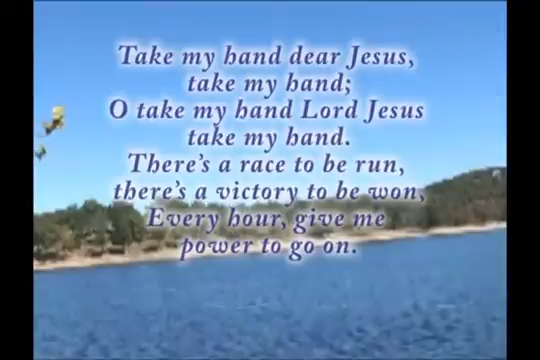 Take my hand dear Jesus,
take my hand;
O take my hand Lord Jesus
take my hand.
There's a race to be run,
there's a victory to be won,
Every hour, give me
power to go on.